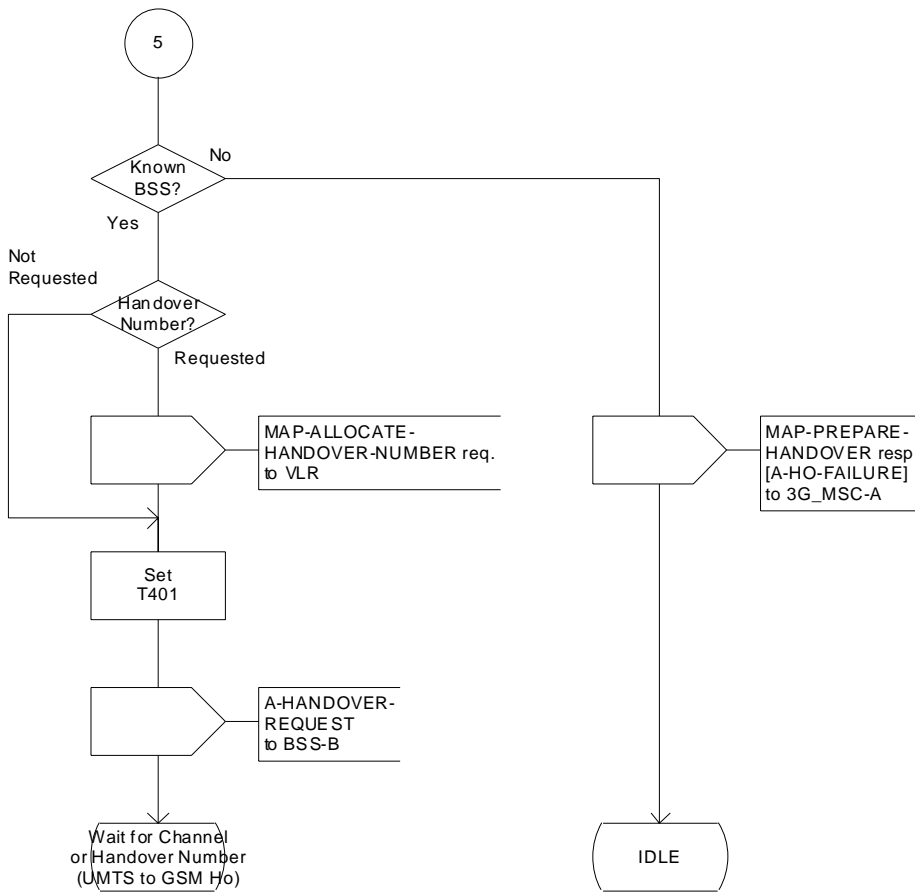 5
Known
BSS?
No
Yes
Not
Requested
Handover
Number?
Requested
MAP-ALLOCATE-
HANDOVER-NUMBER req.
to VLR
MAP-PREPARE-
HANDOVER resp
[A-HO-FAILURE]
to 3G_MSC-A
Set
T401
A-HANDOVER-
REQUEST
to BSS-B
Wait for Channel
or Handover Number
(UMTS to GSM Ho)
IDLE